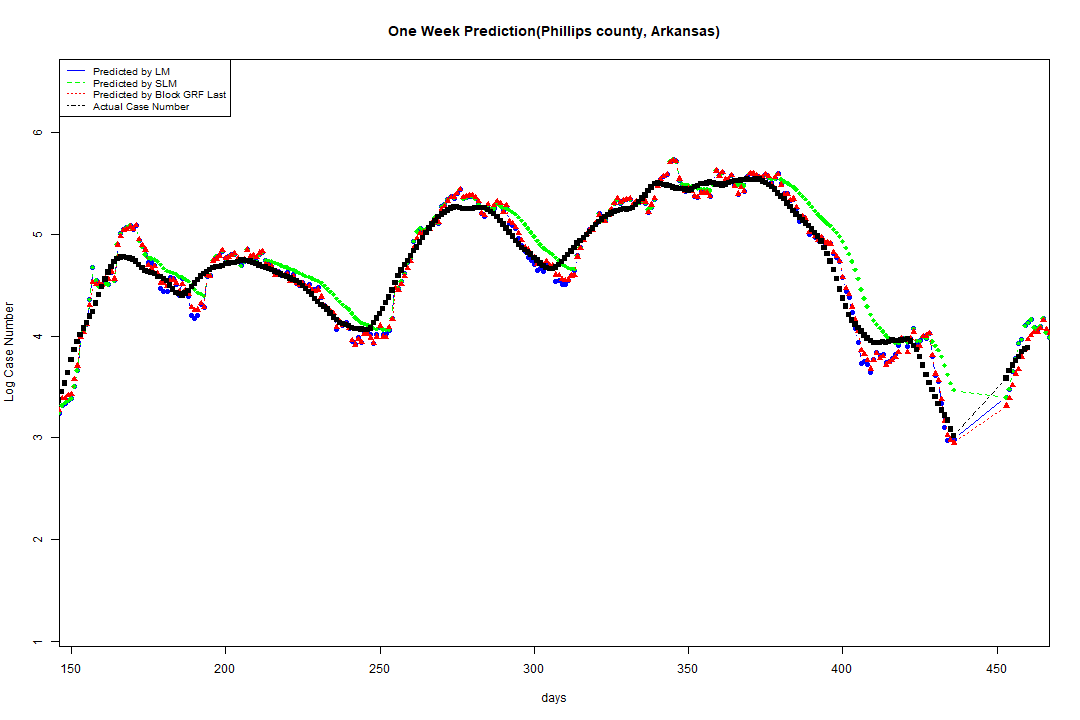 One Week Prediction(Phillips county, Arkansas)
Predicted by LM
Predicted by SLM
Predicted by Block GRF Last
Actual Case Number
Log Case Number
6
5
4
3
2
1
150 200 250 300 350 400 450
days